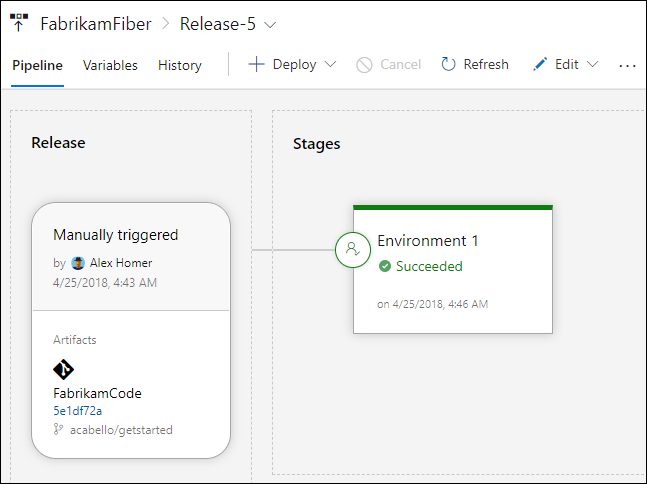 FabrikamFiber > Release-5
Pipeline Variables History + Deploy Cancel Refresh Edit ...
Release
Stages
Manually triggered
by Alex Homer
4/25/2018, 4:43 AM
Artifacts
FabrikamCode
5e1df72a
acabello/getstarted
Environment 1
Succeeded
on 4/25/2018, 4:46 AM